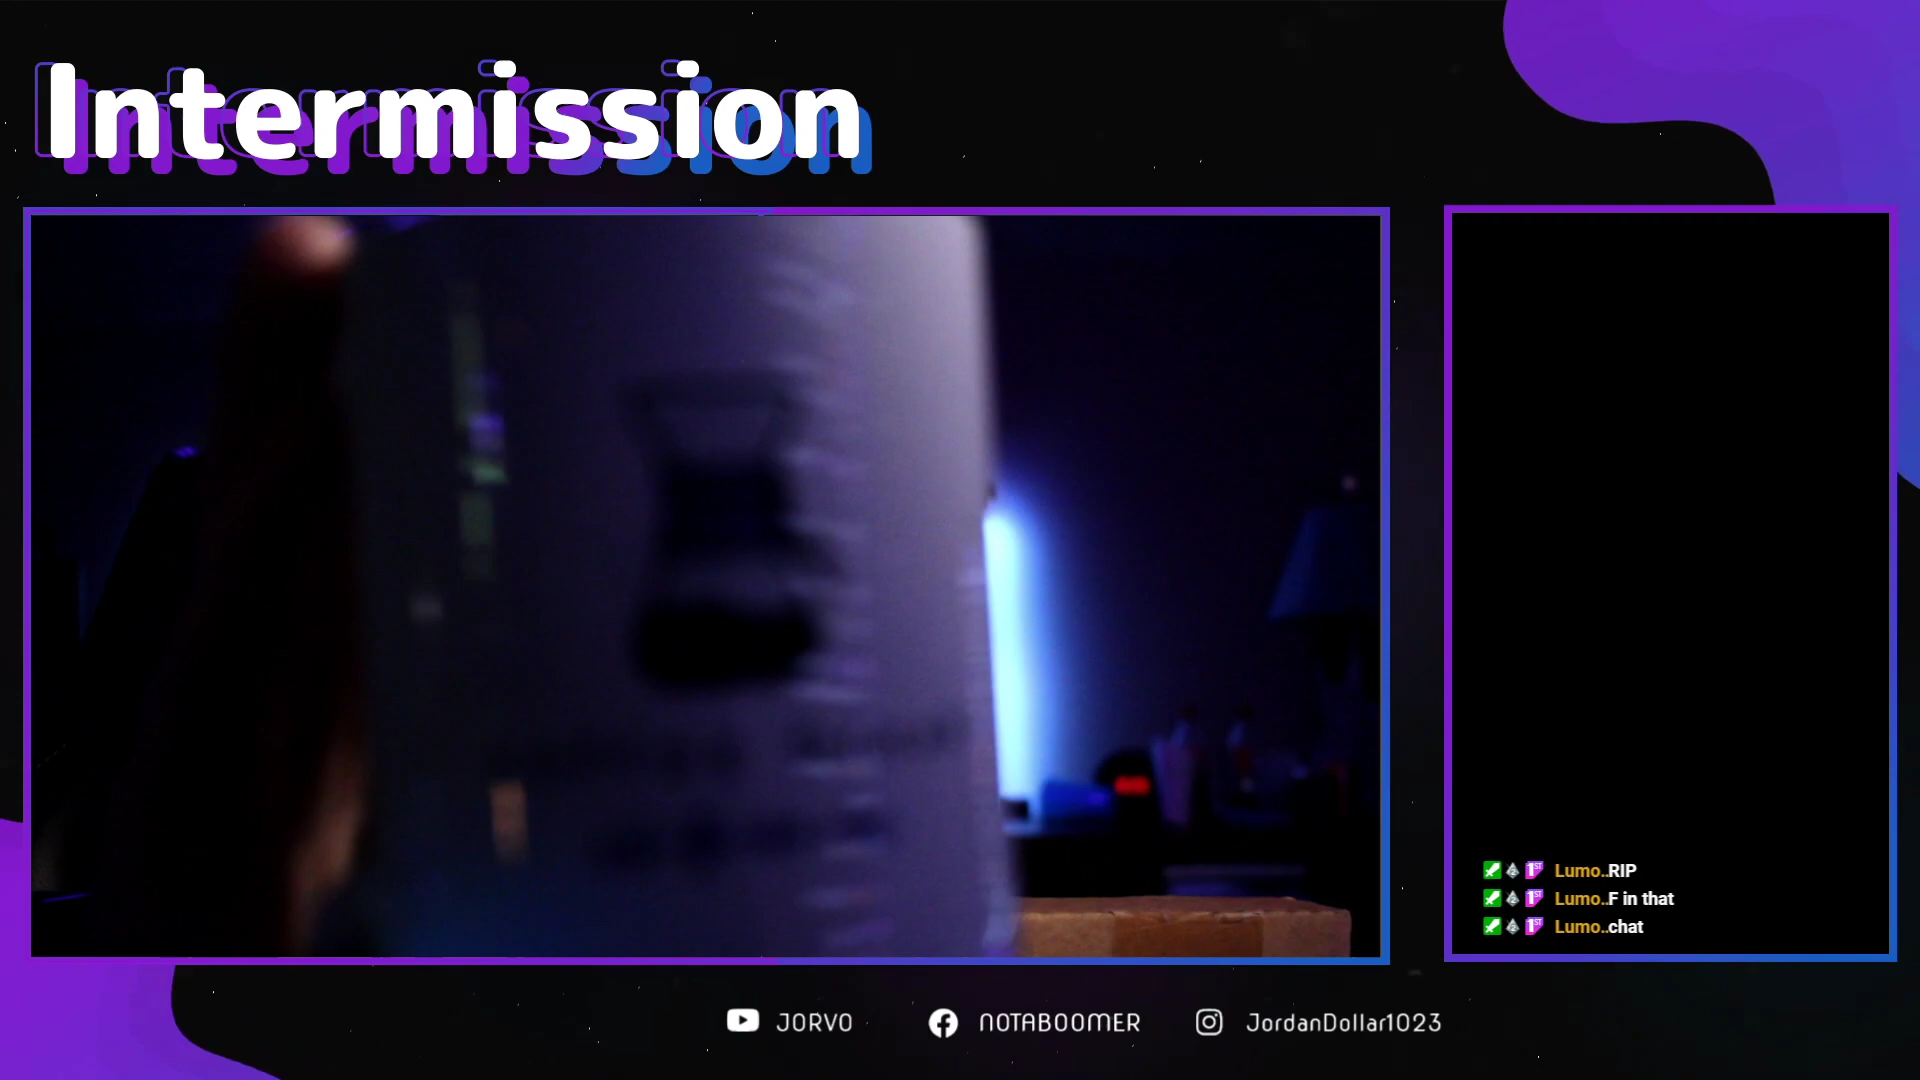 Intermission
Lumo..RIP
Lumo..F in that
Lumo..chat
JORVO
NOTABOOMER
JordanDollar1023